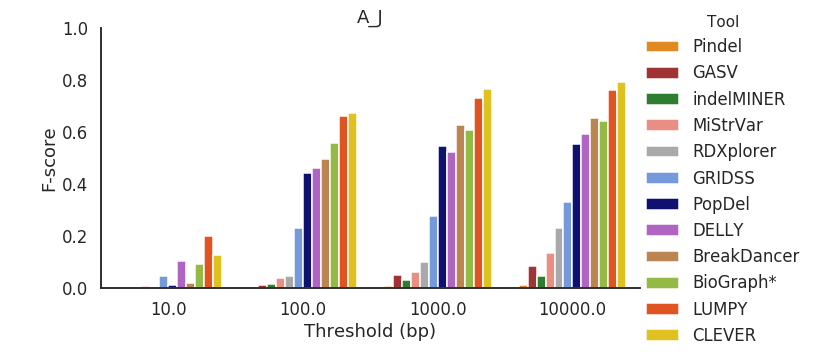 A_J
F-score
1.0
0.8
0.6
0.4
0.2
0.0
10.0 100.0 1000.0 10000.0
Threshold (bp)
Tool
Pindel
GASV
indelMINER
MiStrVar
RDXplorer
GRIDSS
PopDel
DELLY
BreakDancer
BioGraph*
LUMPY
CLEVER